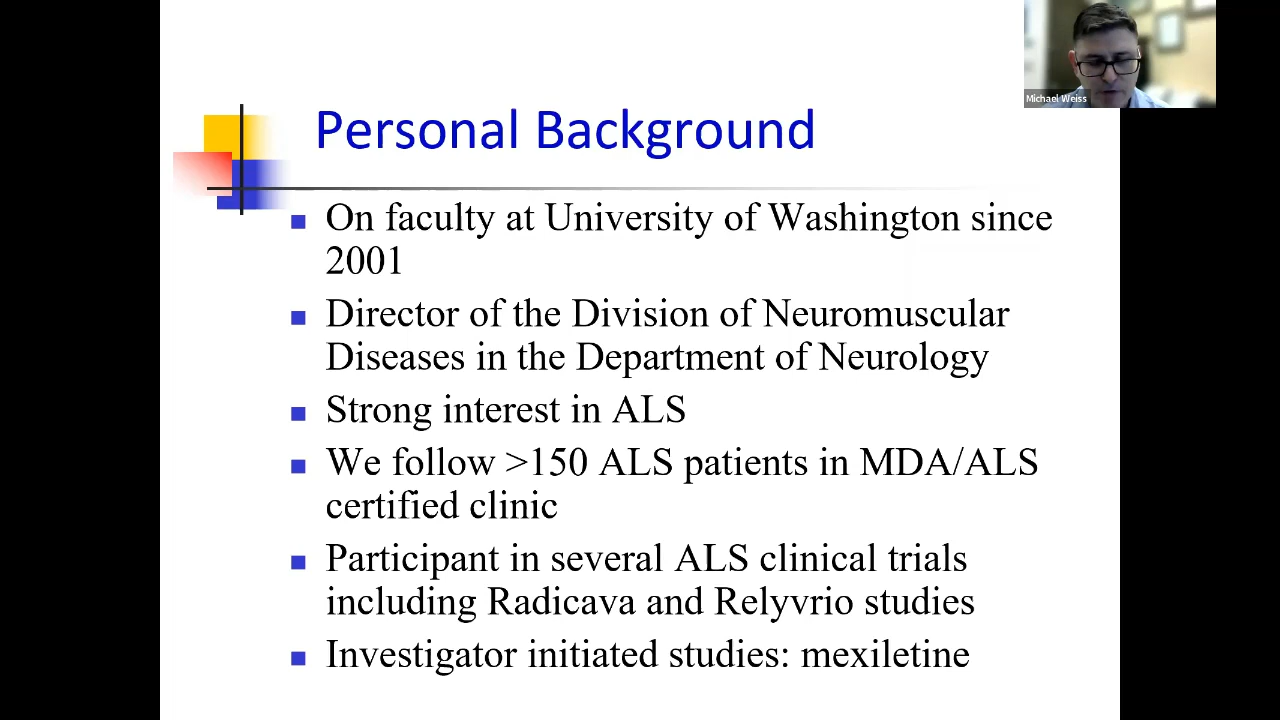 Michael Weiss
Personal Background
On faculty at University of Washington since
2001
Director of the Division of Neuromuscular
Diseases in the Department of Neurology
Strong interest in ALS
We follow >150 ALS patients in MDA/ALS
certified clinic
Participant in several ALS clinical trials
including Radicava and Relyvrio studies
Investigator initiated studies: mexiletine